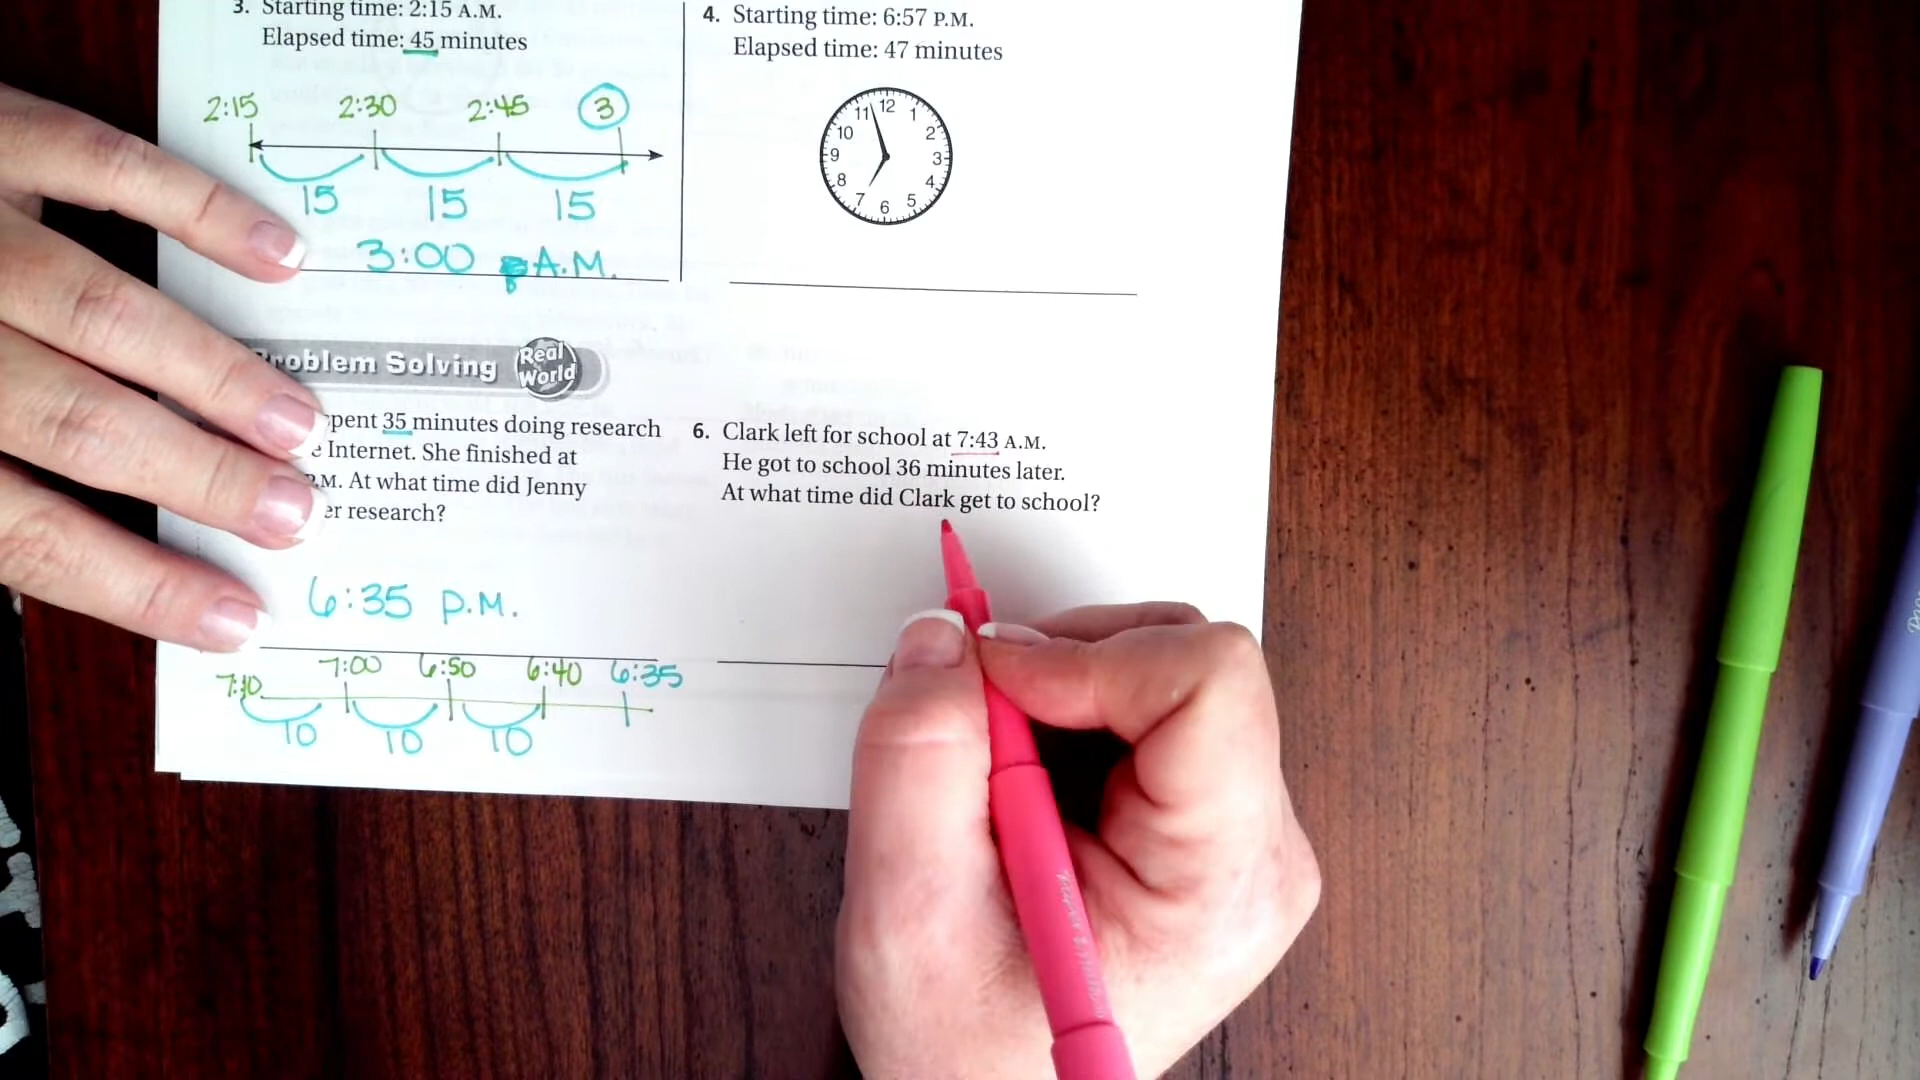 3. Starting time: 2:15 A.M.
Elapsed time: 45 minutes
2:15 2:30 2:45 3
15 15 15
3:00 A.M.
4. Starting time: 6:57 P.M.
Elapsed time: 47 minutes
12
1
2
3
4
5
6
7
8
9
10
11
Problem Solving Real World
spent 35 minutes doing research
Internet. She finished at
P.M. At what time did Jenny
research?
6:35 P.M.
7:10 7:00 6:50 6:40 6:35
10 10 10
6. Clark left for school at 7:43 A.M.
He got to school 36 minutes later.
At what time did Clark get to school?